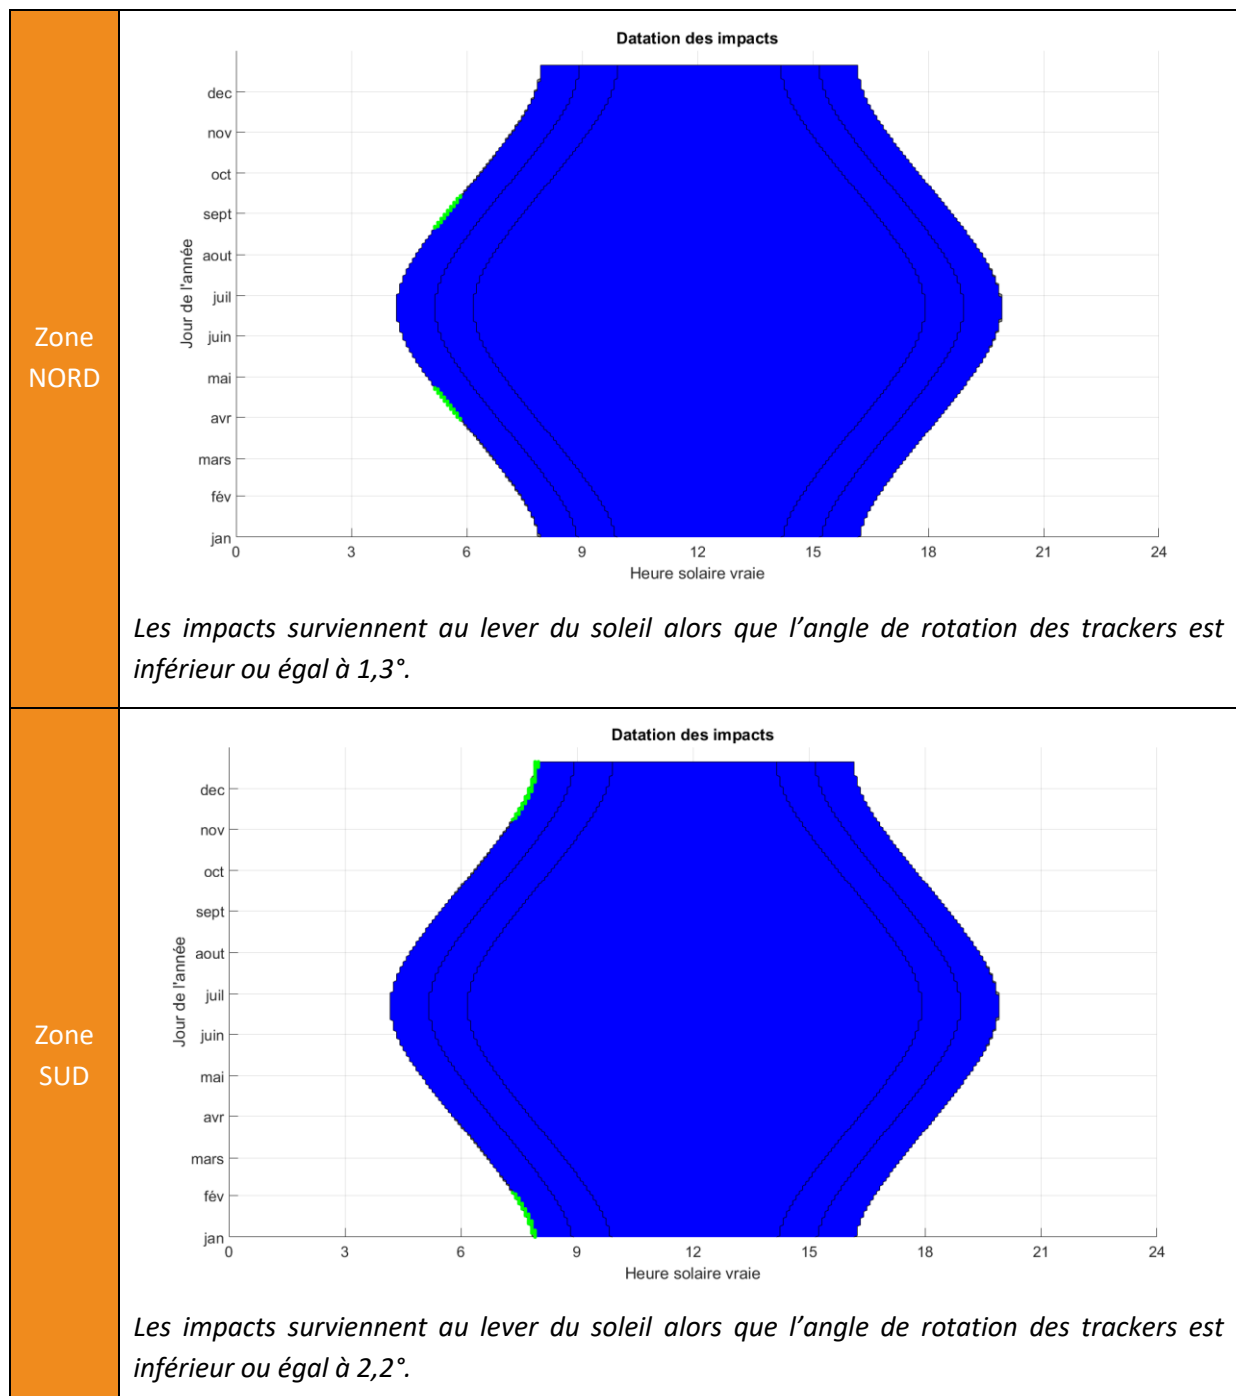 Zone
NORD
Datation des impacts
Jour de l'année
dec
nov
oct
sept
aout
juil
juin
mai
avr
mars
fév
jan
0 3 6 9 12 15 18 21 24
Heure solaire vraie
Les impacts surviennent au lever du soleil alors que l’angle de rotation des trackers est
inférieur ou égal à 1,3°.
Zone
SUD
Datation des impacts
Jour de l'année
dec
nov
oct
sept
aout
juil
juin
mai
avr
mars
fév
jan
0 3 6 9 12 15 18 21 24
Heure solaire vraie
Les impacts surviennent au lever du soleil alors que l’angle de rotation des trackers est
inférieur ou égal à 2,2°.